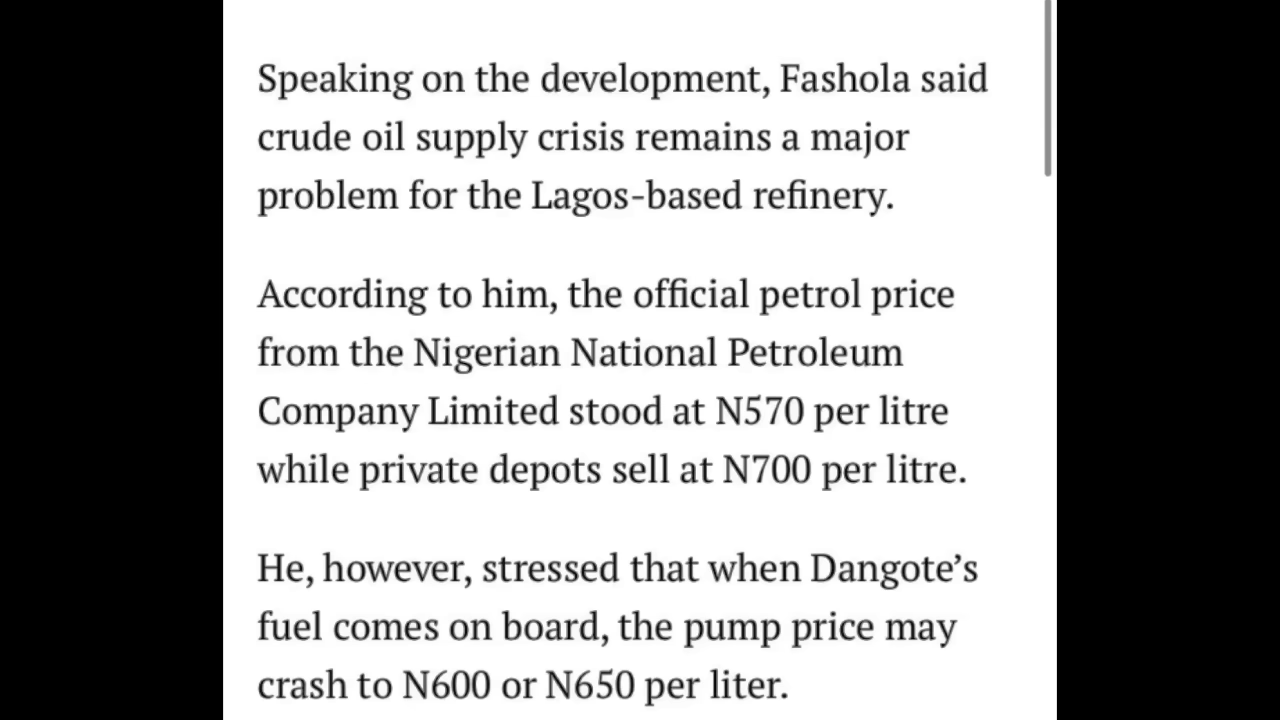 Speaking on the development, Fashola said
crude oil supply crisis remains a major
problem for the Lagos-based refinery.
According to him, the official petrol price
from the Nigerian National Petroleum
Company Limited stood at N570 per litre
while private depots sell at N700 per litre.
He, however, stressed that when Dangote’s
fuel comes on board, the pump price may
crash to N600 or N650 per liter.